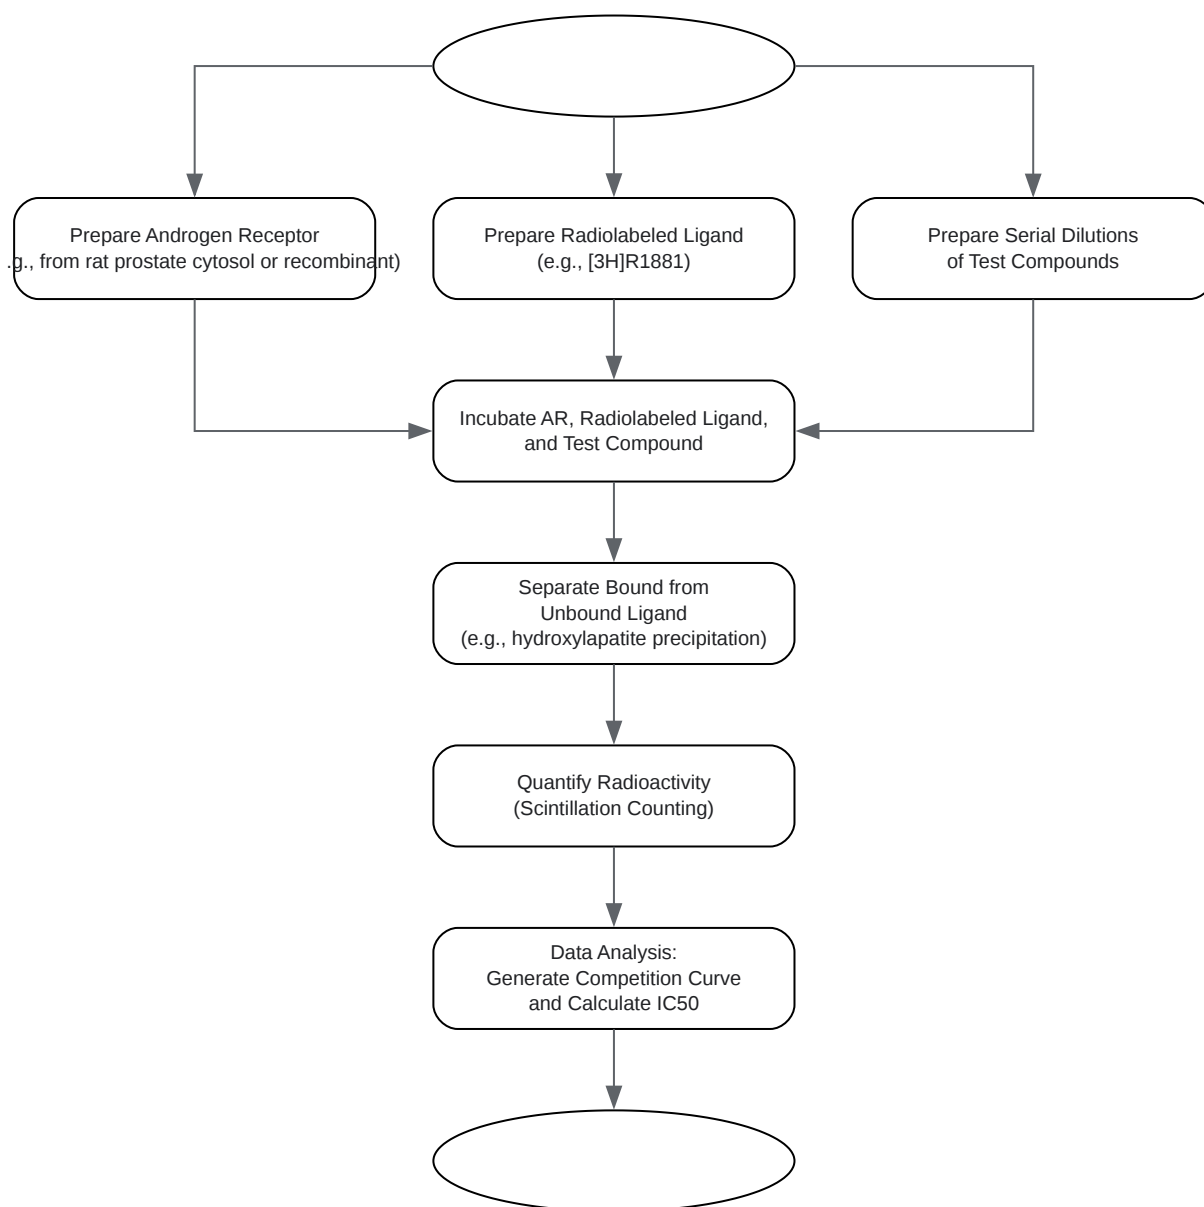 Prepare Androgen Receptor
.g., from rat prostate cytosol or recombinant)
Prepare Radiolabeled Ligand
(e.g., [3H]R1881)
Prepare Serial Dilutions
of Test Compounds
Incubate AR, Radiolabeled Ligand,
and Test Compound
Separate Bound from
Unbound Ligand
(e.g., hydroxylapatite precipitation)
Quantify Radioactivity
(Scintillation Counting)
Data Analysis:
Generate Competition Curve
and Calculate IC50